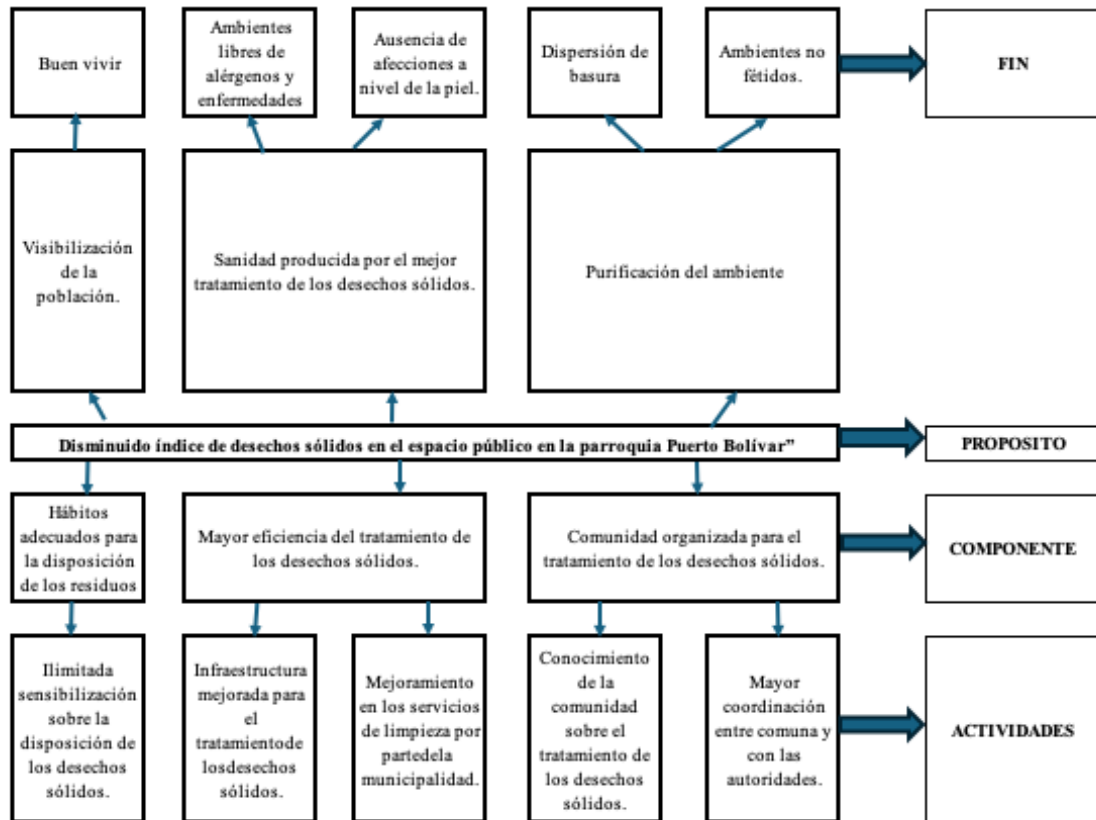 Buen vivir
Ambientes
libres de
alérgenos y
enfermedades
Ausencia de
afecciones a
nivel de la piel.
Dispersión de
basura
Ambientes no
fétidos.
FIN
Visibilización
de la
población.
Sanidad producida por el mejor
tratamiento de los desechos sólidos.
Purificación del ambiente
Disminuido índice de desechos sólidos en el espacio público en la parroquia Puerto Bolívar”
PROPOSITO
Hábitos
adecuados para
la disposición
de los residuos
Mayor eficiencia del tratamiento de
los desechos sólidos.
Comunidad organizada para el
tratamiento de los desechos sólidos.
COMPONENTE
Ilimitada
sensibilización
sobre la
disposición de
los desechos
sólidos.
Infraestructura
mejorada para
el
tratamientode
losdesechos
sólidos.
Mejoramiento
en los servicios
de limpieza por
partedela
municipalidad.
Conocimiento
de la
comunidad
sobre el
tratamiento de
los desechos
sólidos.
Mayor
coordinación
entre comuna y
con las
autoridades.
ACTIVIDADES